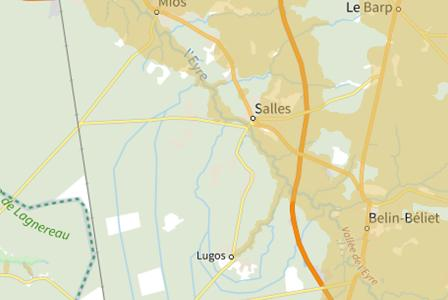 Mios
Le Barp
l'Eyre
Salles
de Lagnereau
Belin-Béliet
Vallée de l'Eyre
Lugos